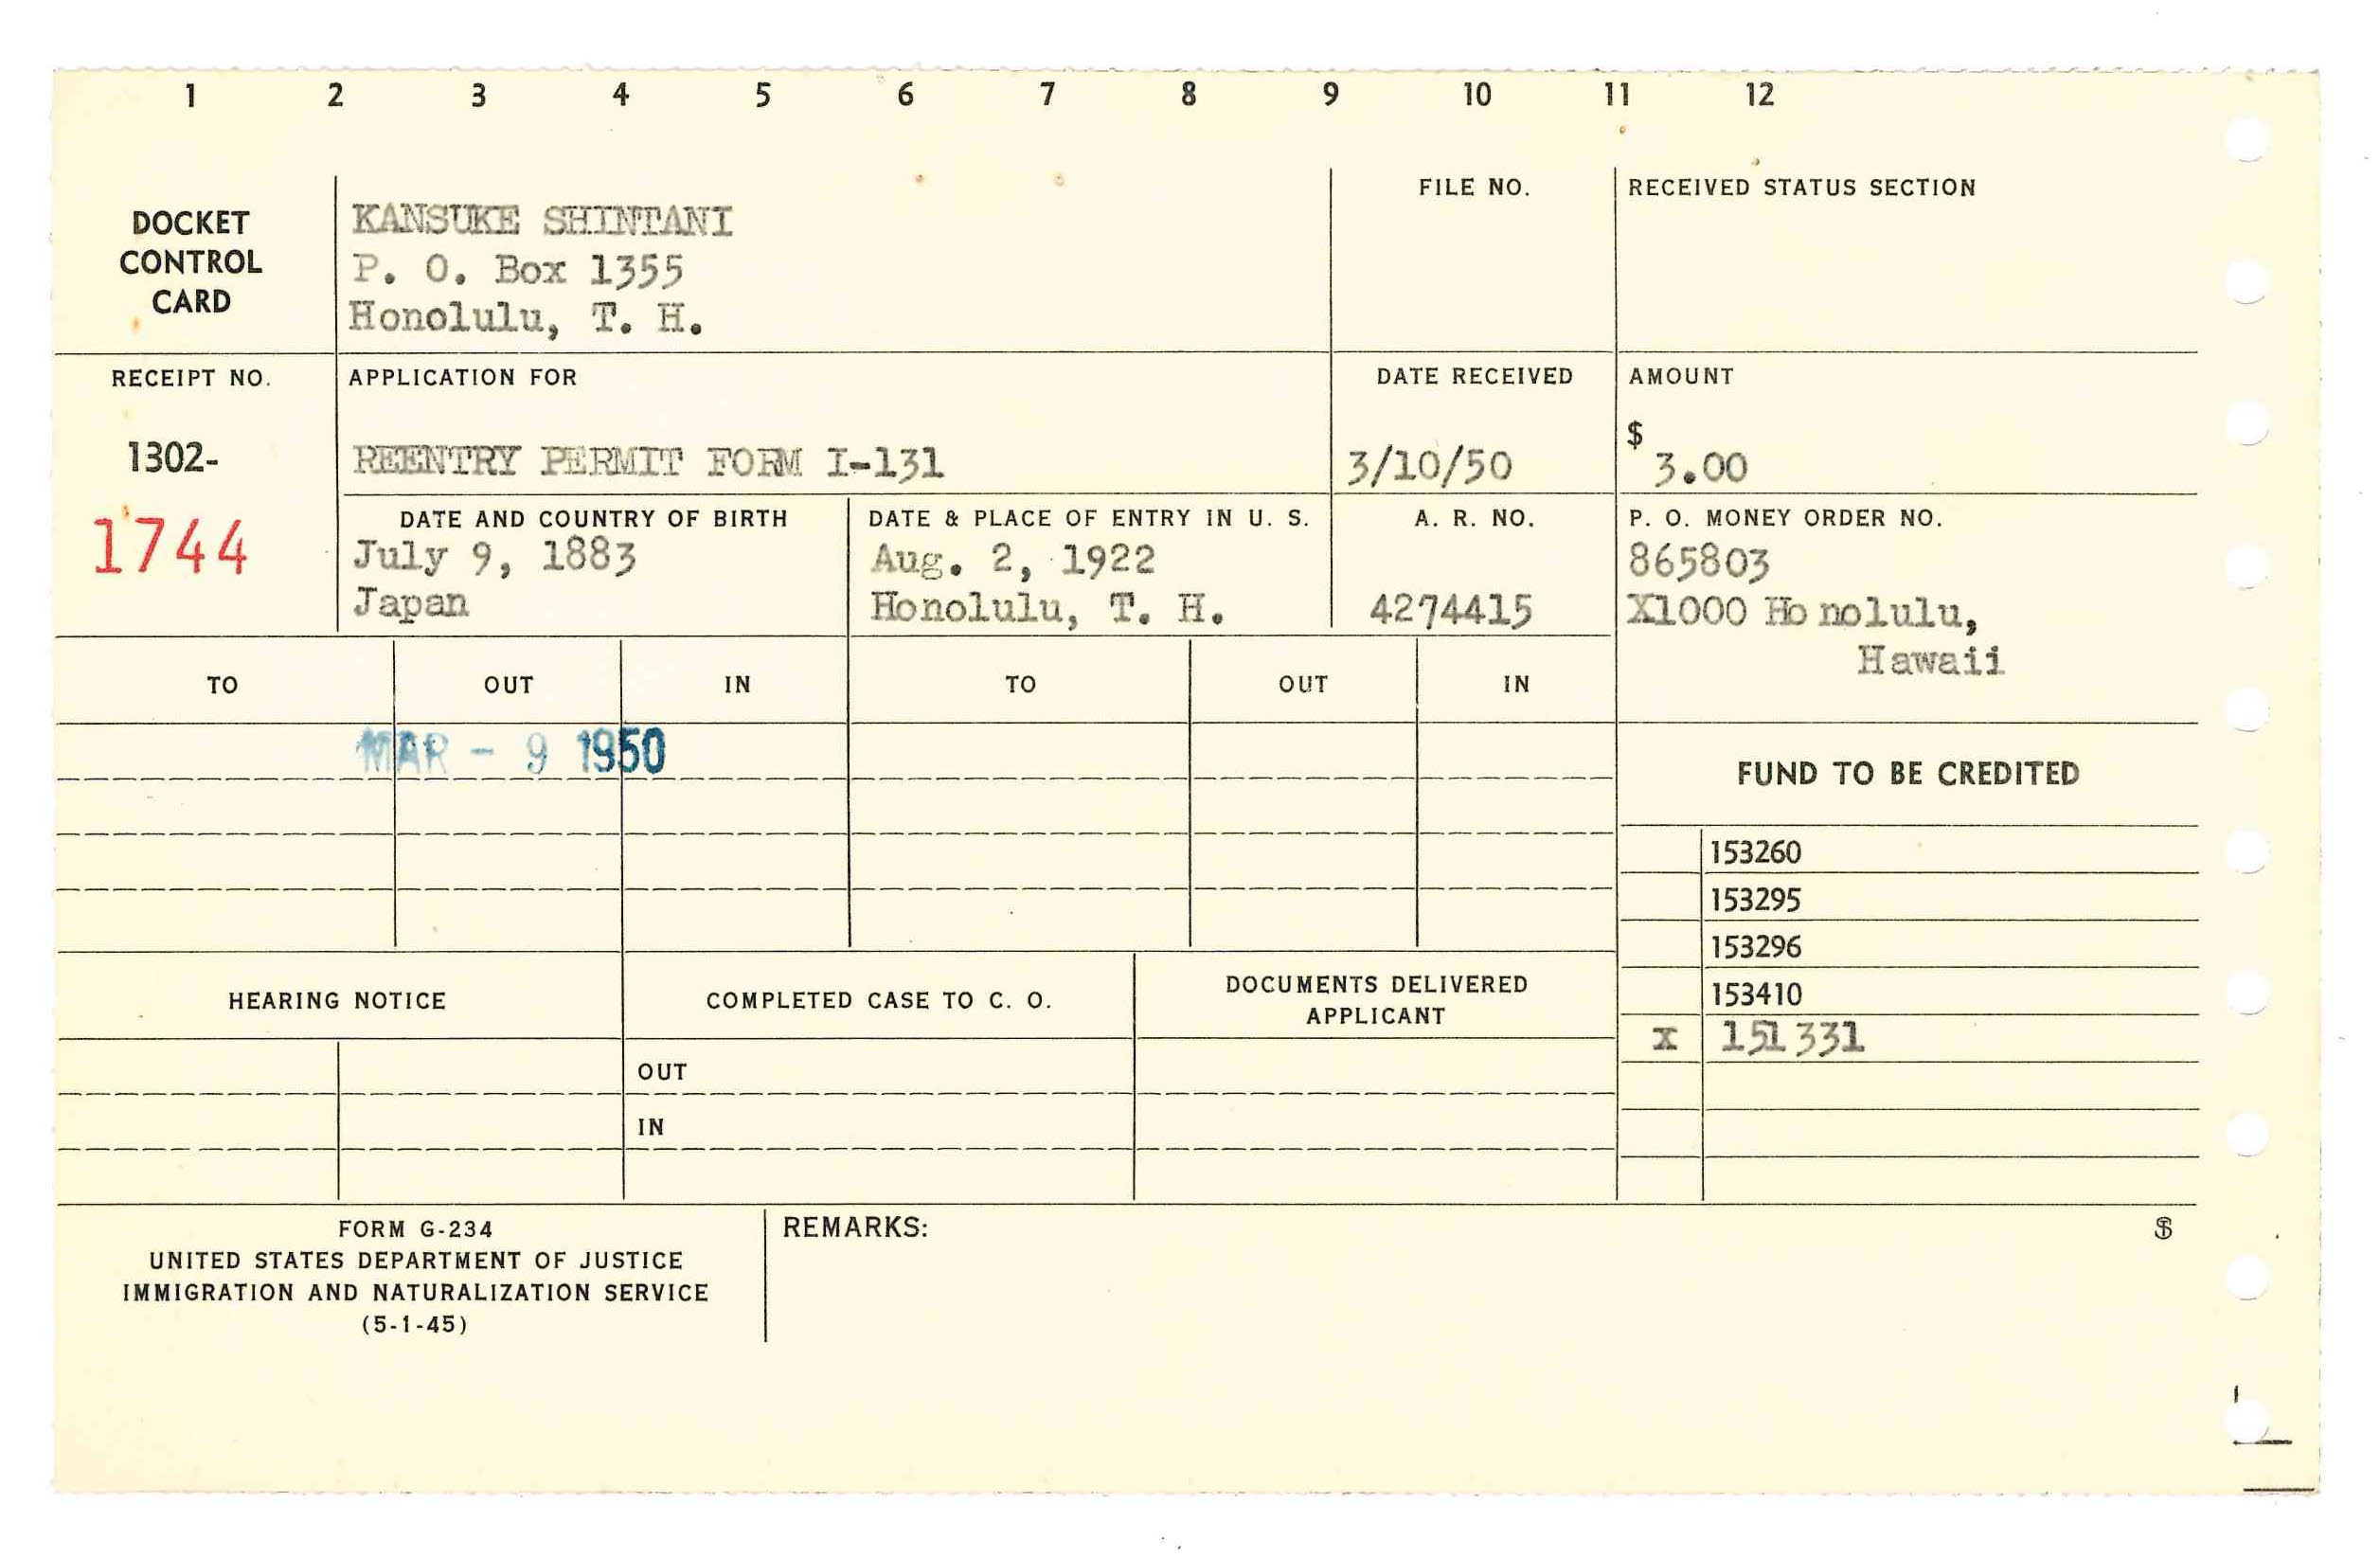 1 2 3 4 5 6 7 8 9 10 11 12
DOCKET
CONTROL
CARD
KANSUKE SHINTANI
P. O. Box 1355
Honolulu, T. H.
FILE NO.
RECEIVED STATUS SECTION
RECEIPT NO.
1302-
1744
APPLICATION FOR
REENTRY PERMIT FORM I-131
DATE RECEIVED
3/10/50
AMOUNT
$ 3.00
DATE AND COUNTRY OF BIRTH
July 9, 1883
Japan
DATE & PLACE OF ENTRY IN U. S.
Aug. 2, 1922
Honolulu, T. H.
A. R. NO.
4274415
P. O. MONEY ORDER NO.
865803
X1000 Ho nolulu,
Hawaii
TO OUT IN TO OUT IN
MAR - 9 1950
FUND TO BE CREDITED
153260
153295
153296
153410
x 151331
HEARING NOTICE
COMPLETED CASE TO C. O.
OUT
IN
DOCUMENTS DELIVERED
APPLICANT
FORM G-234
UNITED STATES DEPARTMENT OF JUSTICE
IMMIGRATION AND NATURALIZATION SERVICE
(5-1-45)
REMARKS: